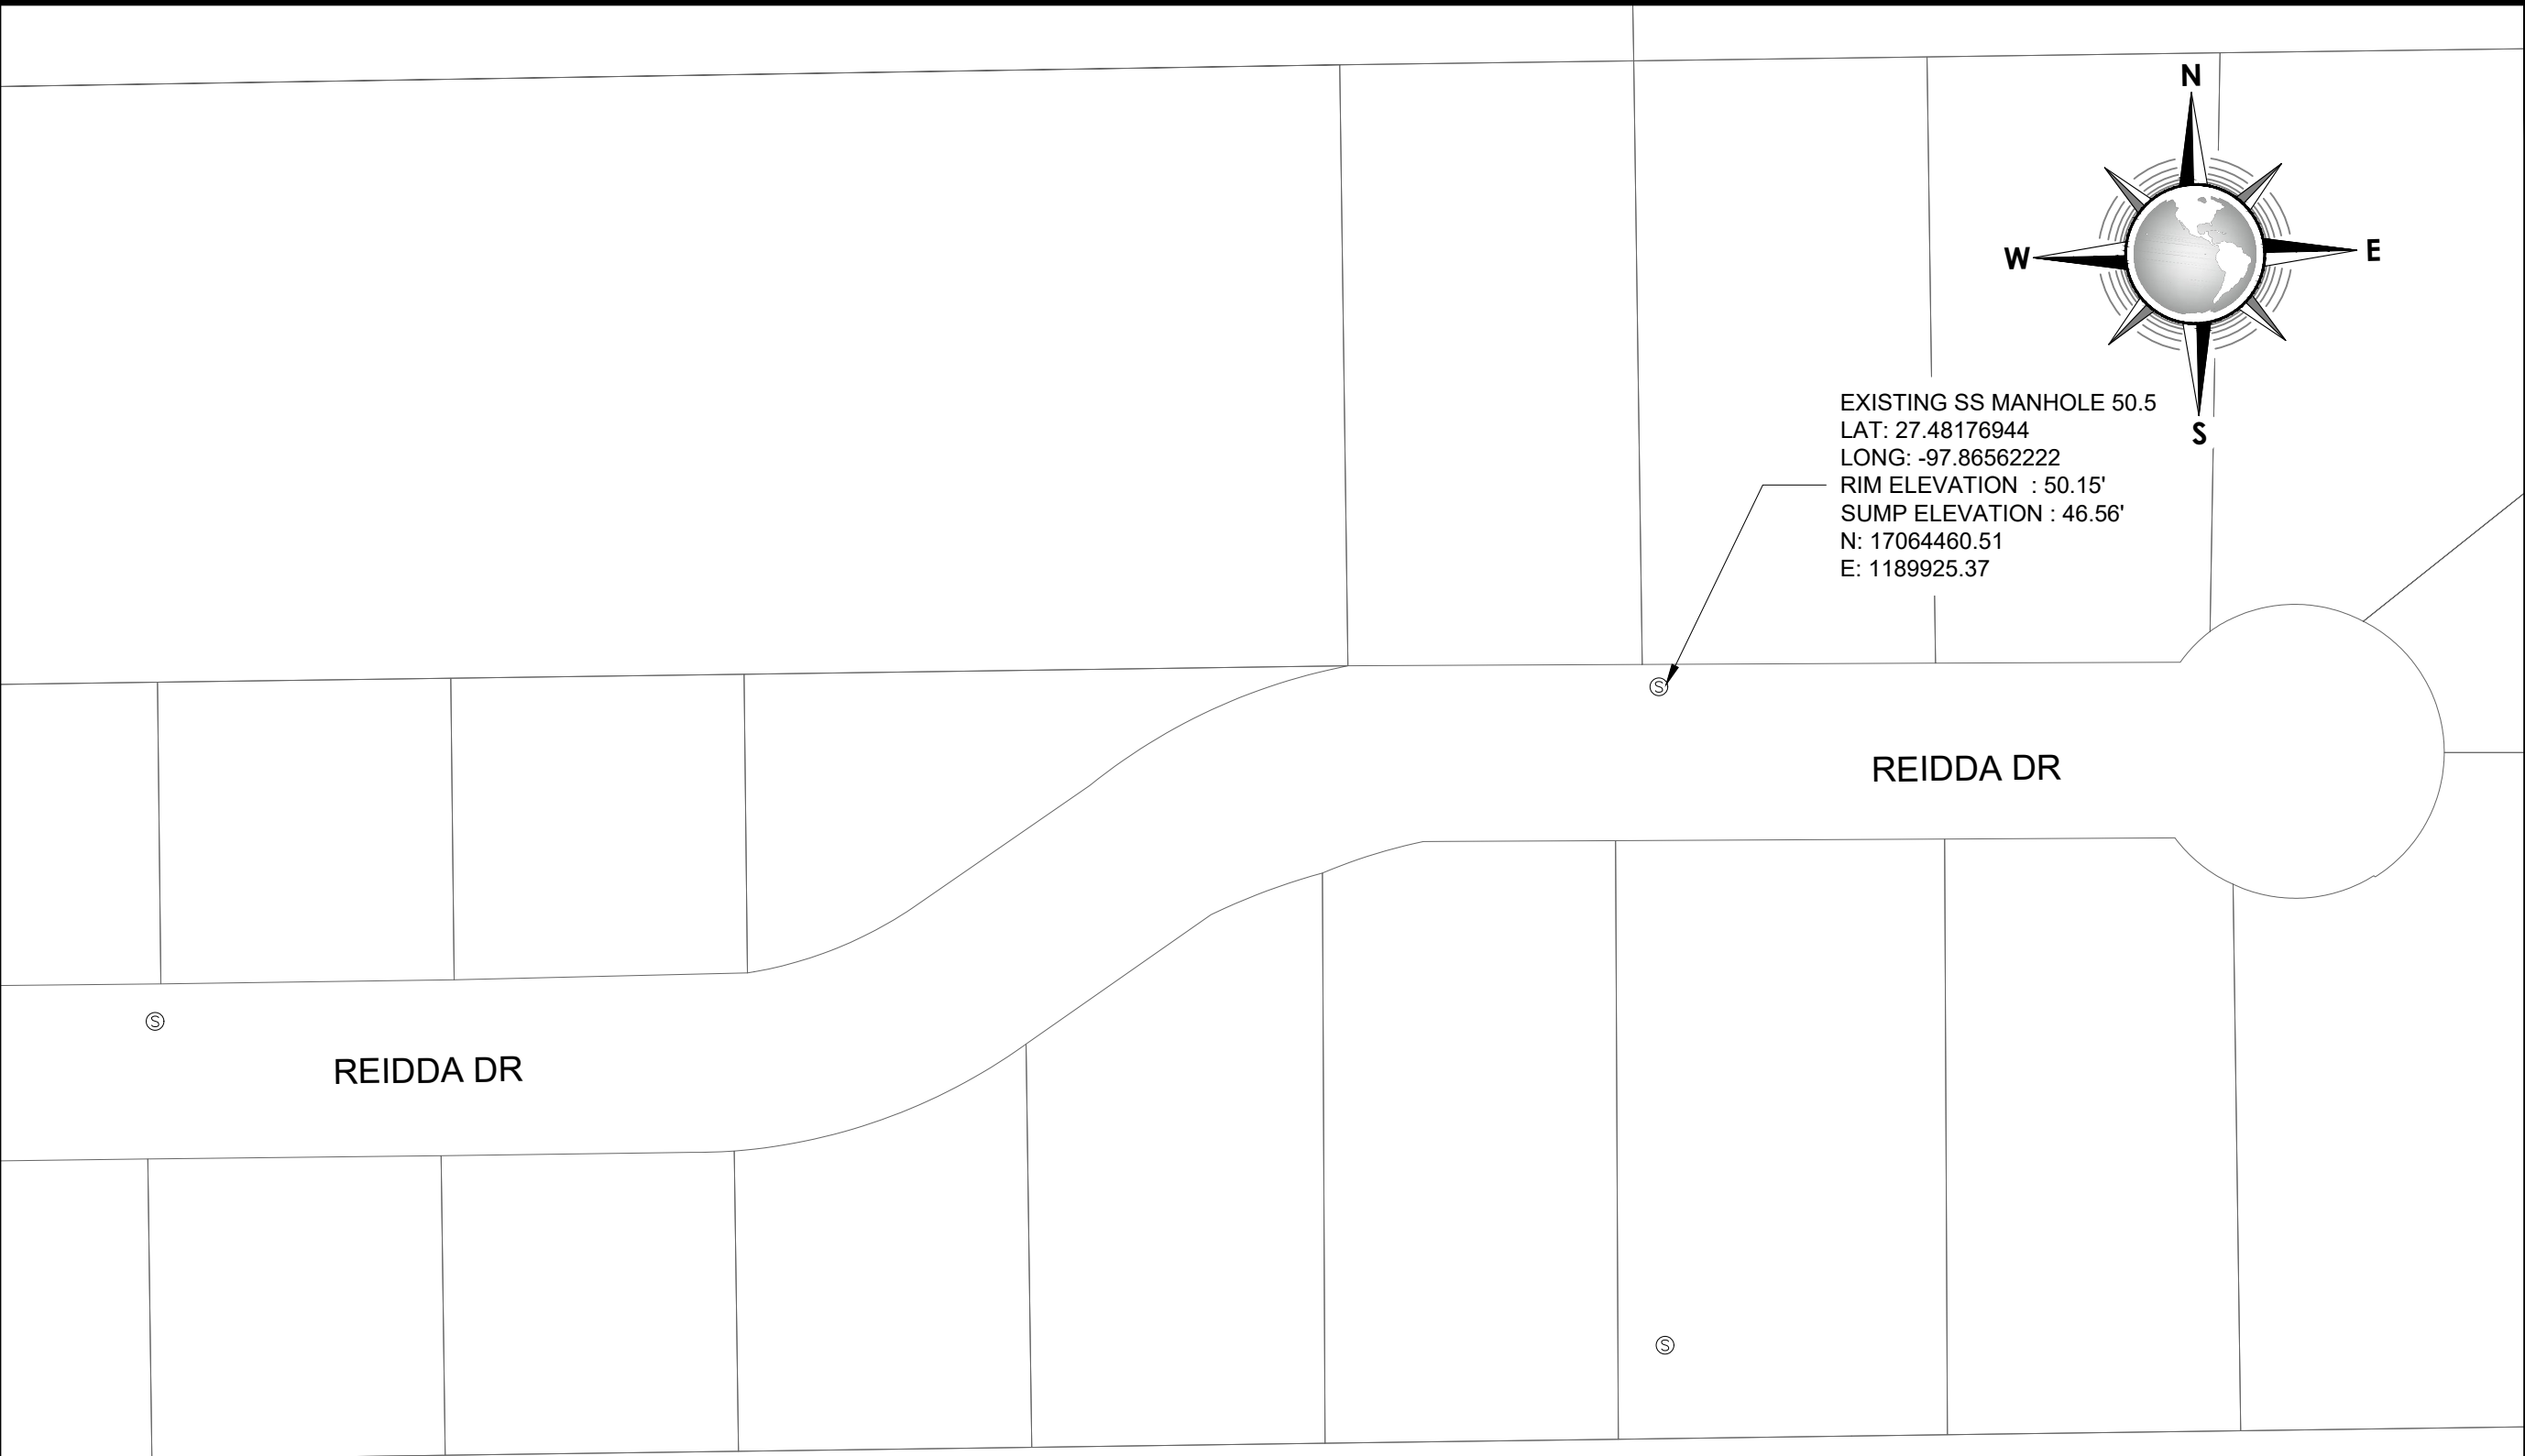 N
W
E
S
EXISTING SS MANHOLE 50.5
LAT: 27.48176944
LONG: -97.86562222
RIM ELEVATION : 50.15'
SUMP ELEVATION : 46.56'
N: 17064460.51
E: 1189925.37
S
REIDDA DR
S
REIDDA DR
S